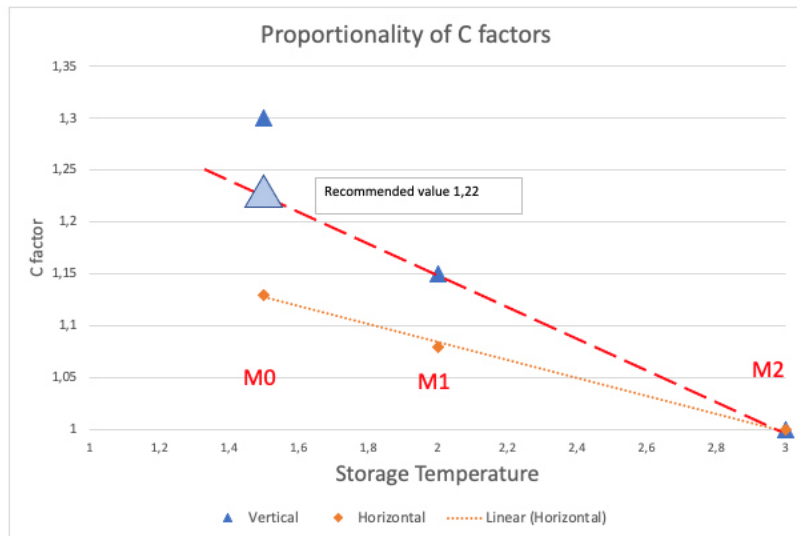 Proportionality of C factors
1,35
1,3
1,25
1,2
1,15
1,1
1,05
1
C factor
Recommended value 1,22
M0
M1
M2
1
1,2
1,4
1,6
1,8
2
2,2
2,4
2,6
2,8
3
Storage Temperature
Vertical
Horizontal
Linear (Horizontal)